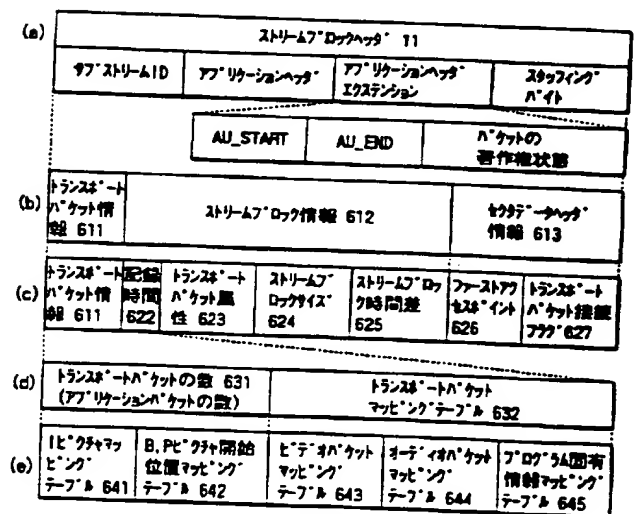 (a)
ストリームブロックヘッダ 11
サブストリームID
アプリケーションヘッダ
アプリケーションヘッダ
エクステンション
スタッフィング
バイト
AU_START
AU_END
パケットの
著作権状態
(b)
トランスポート
パケット情
報 611
ストリームブロック情報 612
セクタデータヘッダ
情報 613
(c)
トランスポート
パケット情
報 611
記録
時間
622
トランスポート
パケット属
性 623
ストリームブ
ロックサイズ
624
ストリームブロッ
ク時間差
625
ファーストアク
セスポイント
626
トランスポート
パケット接続
フラグ627
(d)
トランスポートパケットの数 631
(アプリケーションパケットの数)
トランスポートパケット
マッピングテーブル 632
(e)
Iピクチャマッ
ピング
テーブル 641
B,Pピクチャ開始
位置マッピング
テーブル 642
ビデオパケット
マッピング
テーブル 643
オーディオパケット
マッピング
テーブル 644
プログラム固有
情報マッピング
テーブル 645